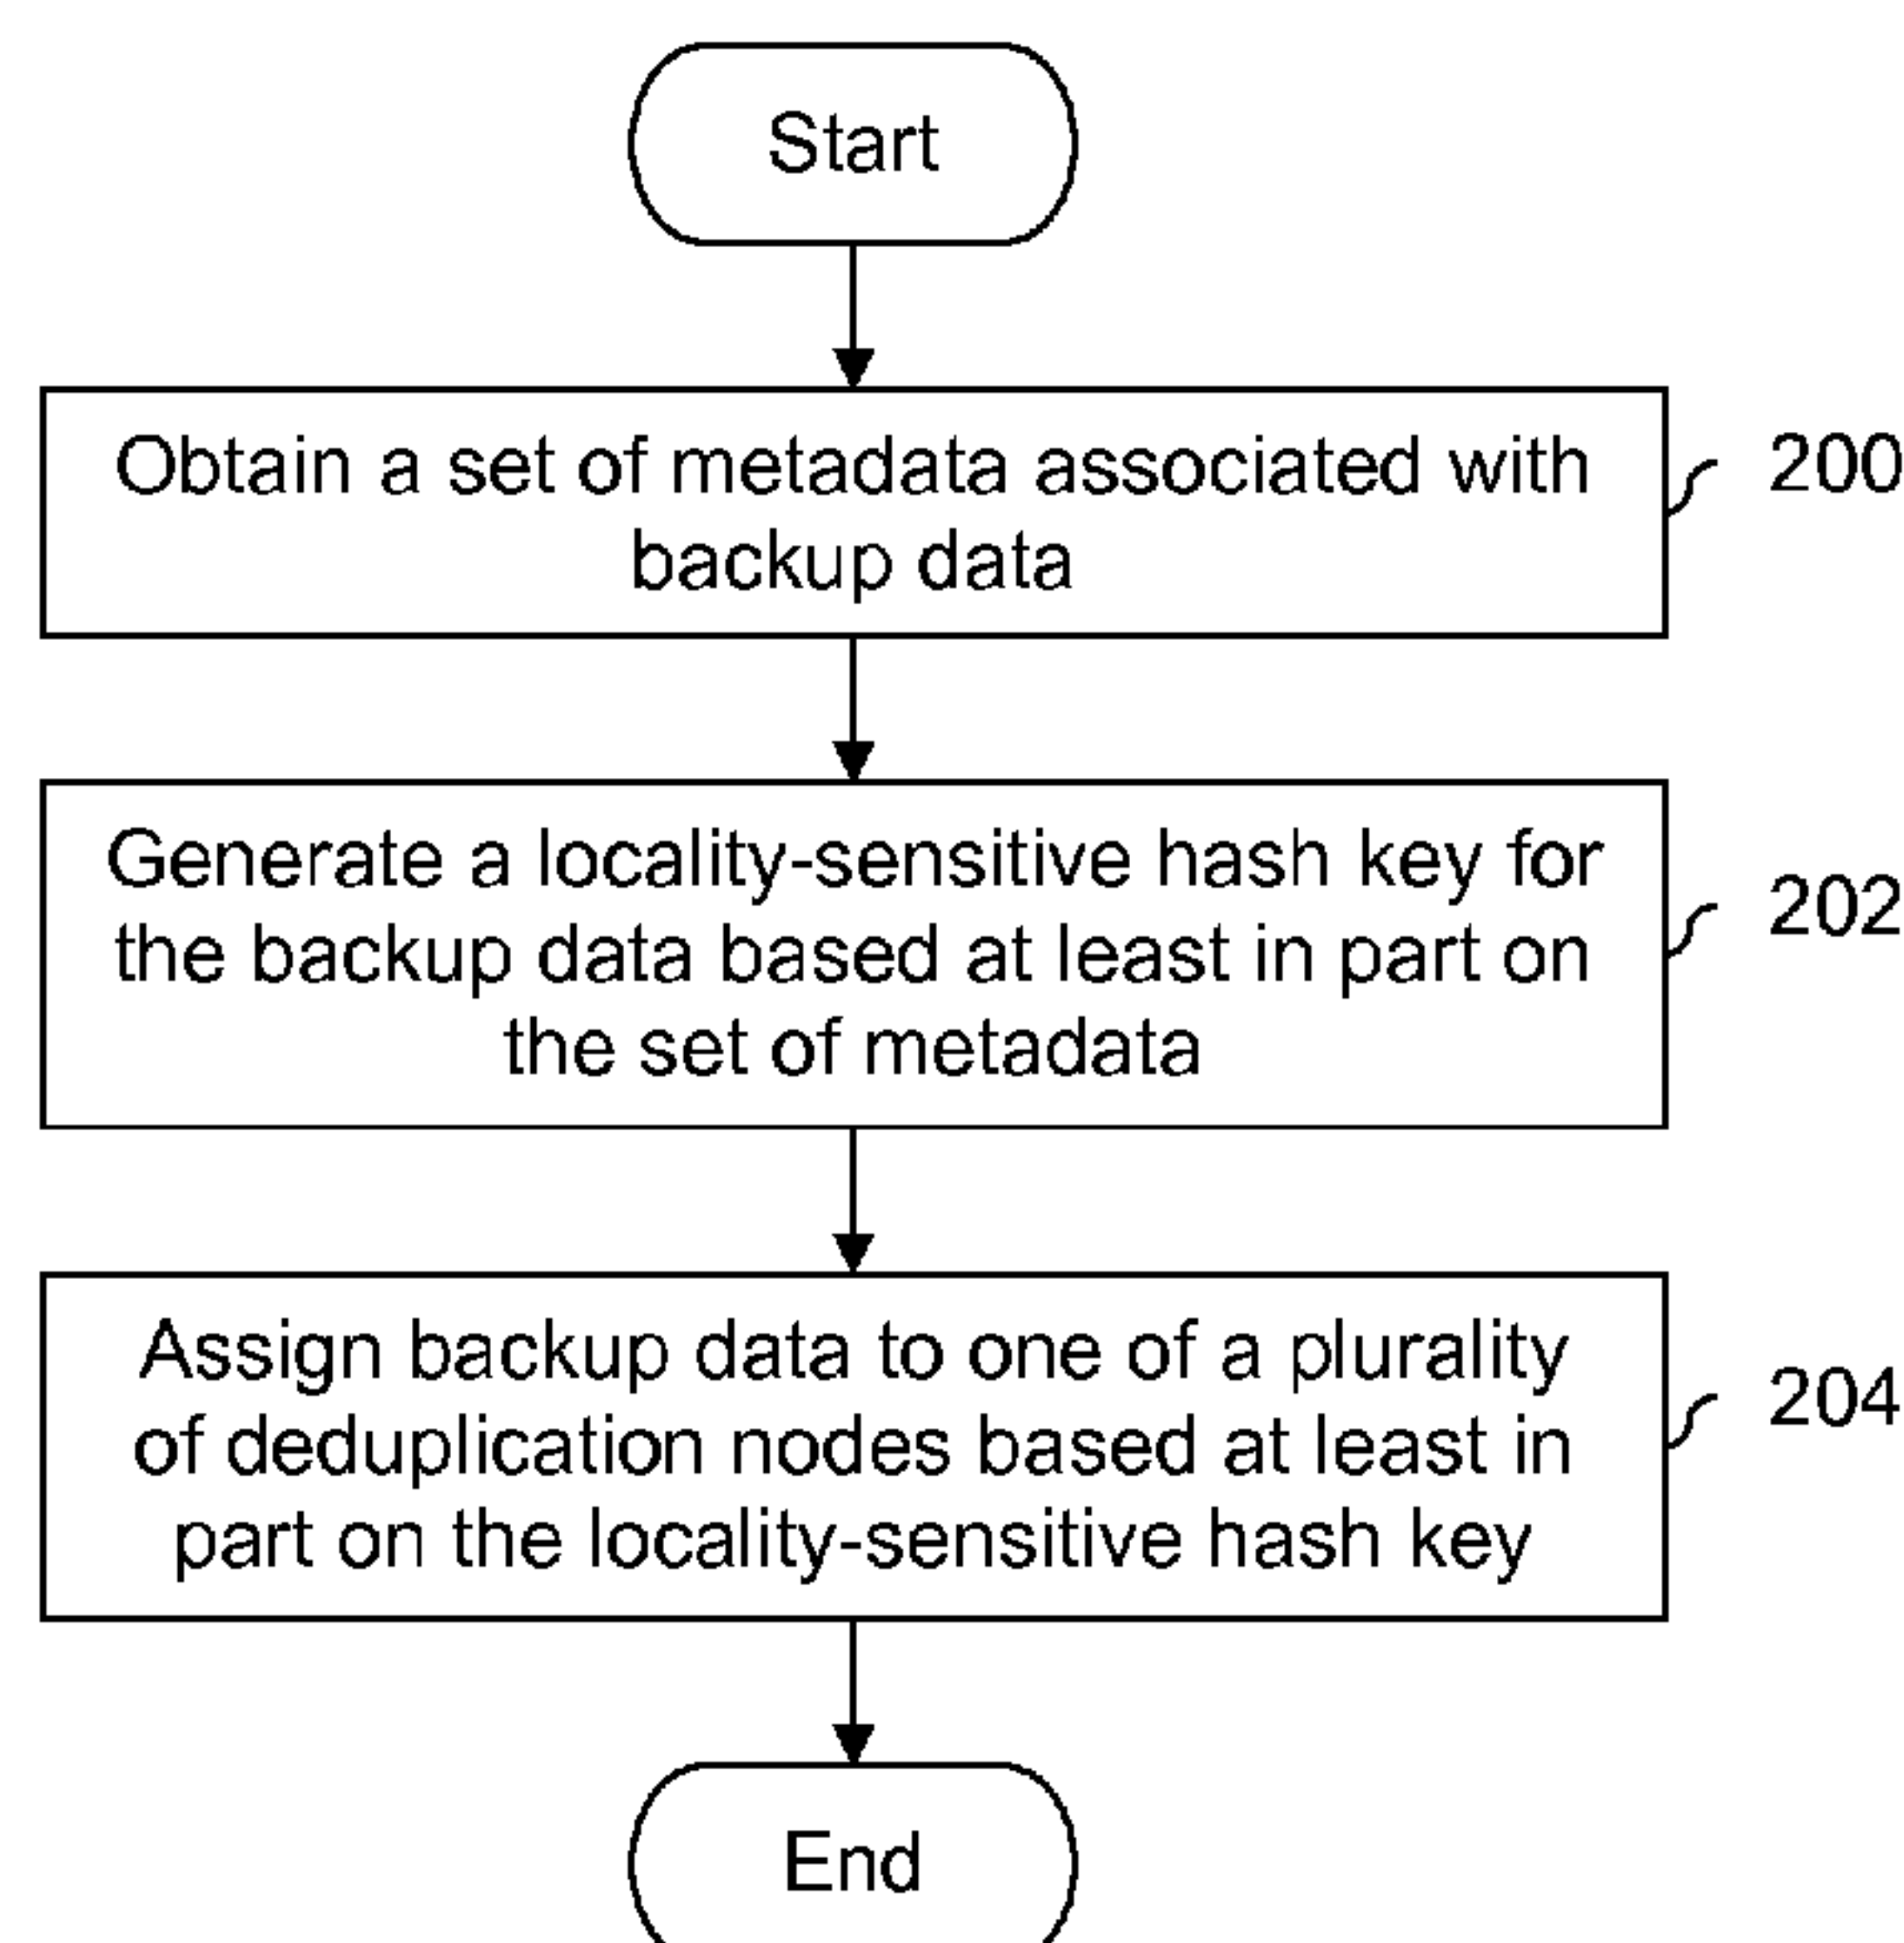 Start
Obtain a set of metadata associated with
backup data
200
Generate a locality-sensitive hash key for
the backup data based at least in part on
the set of metadata
202
Assign backup data to one of a plurality
of deduplication nodes based at least in
part on the locality-sensitive hash key
204
End